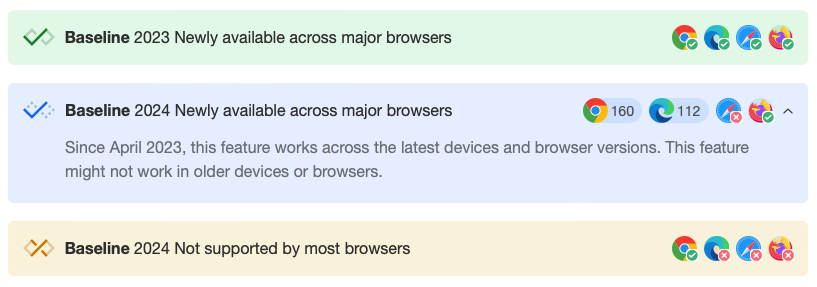 Baseline 2023 Newly available across major browsers
Baseline 2024 Newly available across major browsers 160 112
Since April 2023, this feature works across the latest devices and browser versions. This feature
might not work in older devices or browsers.
Baseline 2024 Not supported by most browsers